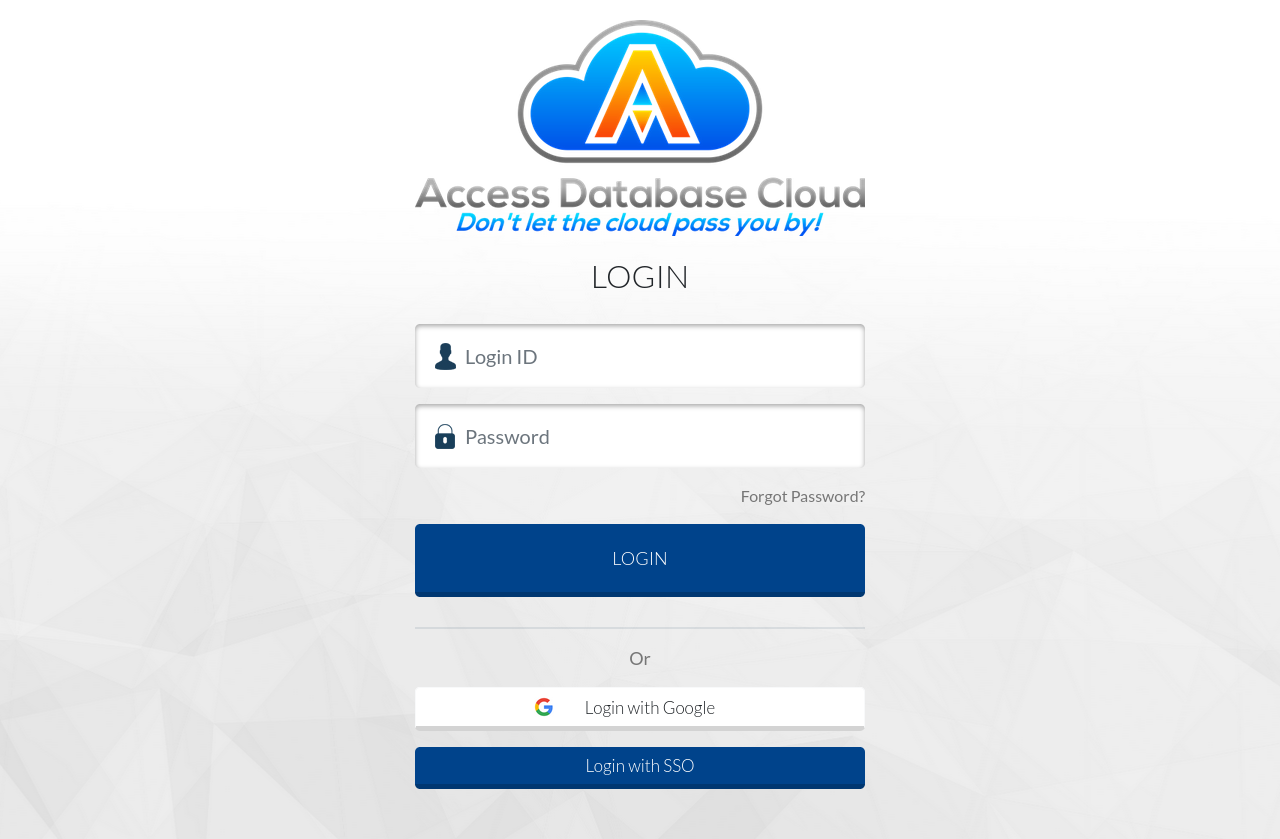 Access Database Cloud
Don't let the cloud pass you by!
LOGIN
Login ID
Password
Forgot Password?
LOGIN
Or
Login with Google
Login with SSO